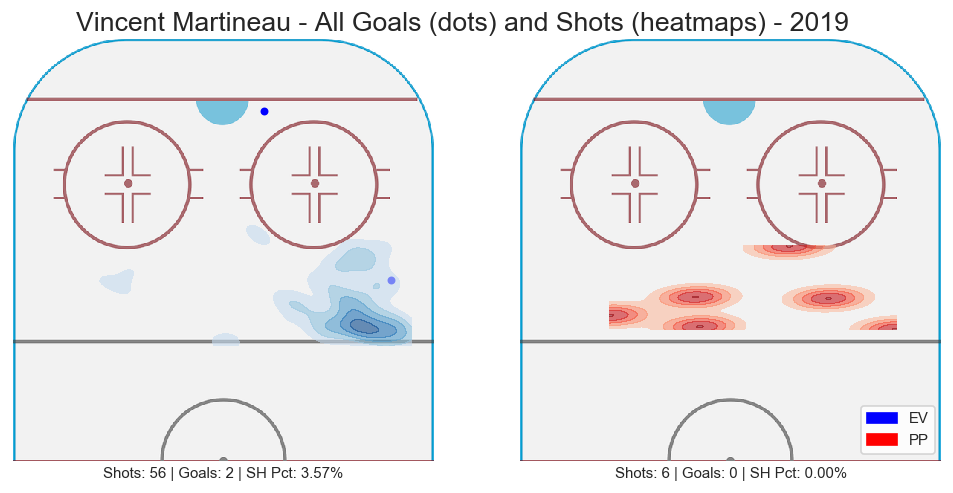 Vincent Martineau - All Goals (dots) and Shots (heatmaps) - 2019
EV
PP
Shots: 56 | Goals: 2 | SH Pct: 3.57%
Shots: 6 | Goals: 0 | SH Pct: 0.00%